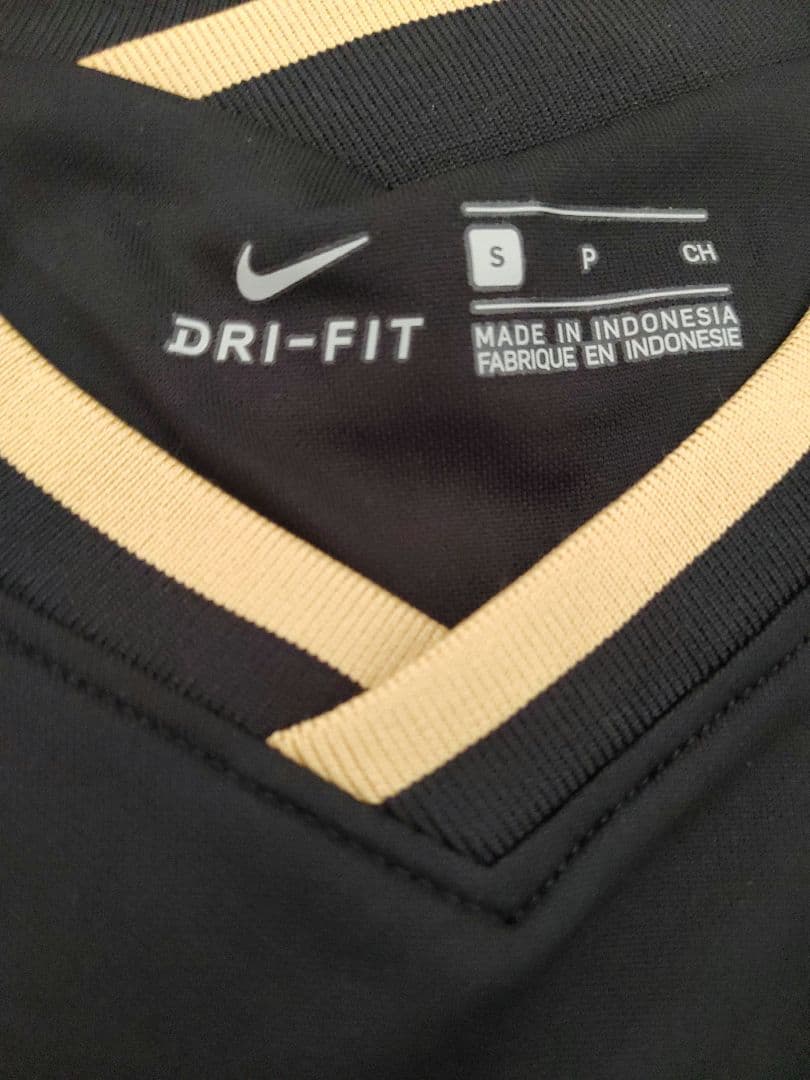 DRI-FIT
S P CH
MADE IN INDONESIA
FABRIQUE EN INDONESIE